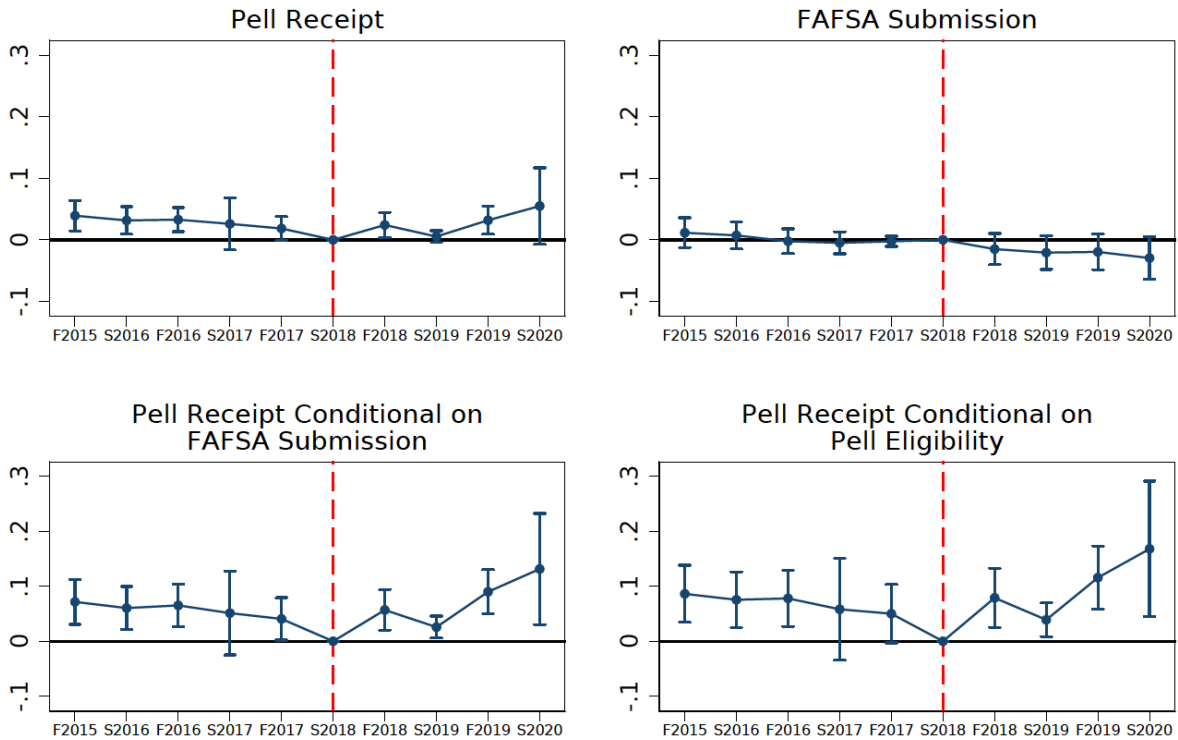 Pell Receipt
FAFSA Submission
.3
.2
.1
0
-.1
F2015 S2016 F2016 S2017 F2017 S2018 F2018 S2019 F2019 S2020
.3
.2
.1
0
-.1
F2015 S2016 F2016 S2017 F2017 S2018 F2018 S2019 F2019 S2020
Pell Receipt Conditional on
FAFSA Submission
Pell Receipt Conditional on
Pell Eligibility
.3
.2
.1
0
-.1
F2015 S2016 F2016 S2017 F2017 S2018 F2018 S2019 F2019 S2020
.3
.2
.1
0
-.1
F2015 S2016 F2016 S2017 F2017 S2018 F2018 S2019 F2019 S2020